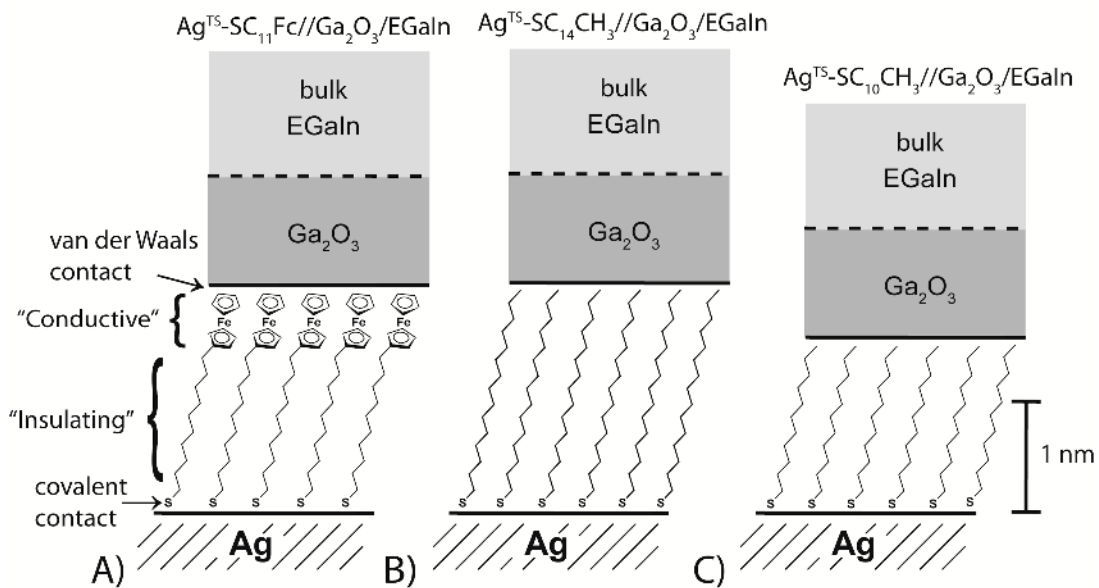 Ag^TS-SC₁₁Fc//Ga₂O₃/EGaIn
bulk
EGaIn
Ga₂O₃
van der Waals
contact
"Conductive"
Fe Fe Fe Fe Fe
"Insulating"
covalent
contact
S S S S S
Ag
A)
Ag^TS-SC₁₄CH₃//Ga₂O₃/EGaIn
bulk
EGaIn
Ga₂O₃
S S S S S S
Ag
B)
Ag^TS-SC₁₀CH₃//Ga₂O₃/EGaIn
bulk
EGaIn
Ga₂O₃
1 nm
S S S S S S
Ag
C)